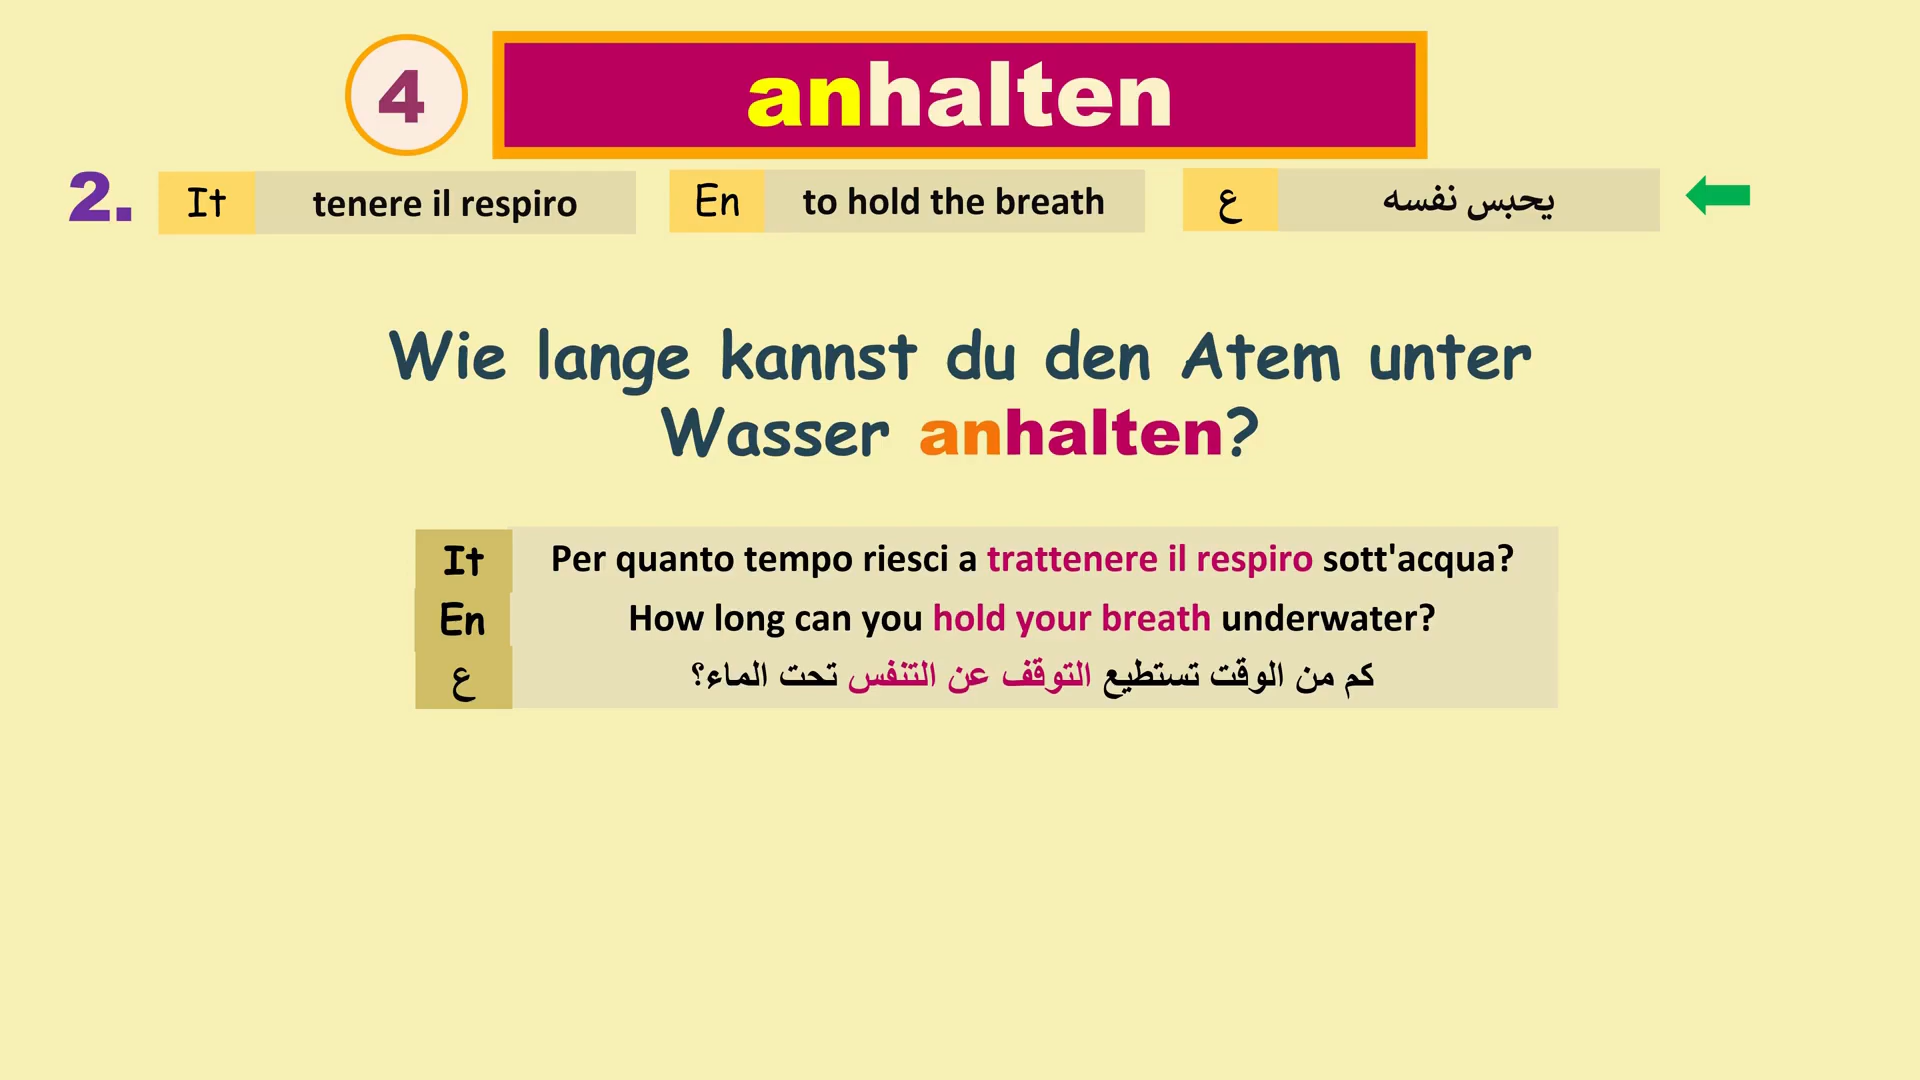 4
anhalten
2.
It tenere il respiro
En to hold the breath
ع يحبس نفسه
Wie lange kannst du den Atem unter
Wasser anhalten?
It Per quanto tempo riesci a trattenere il respiro sott'acqua?
En How long can you hold your breath underwater?
ع كم من الوقت تستطيع التوقف عن التنفس تحت الماء؟